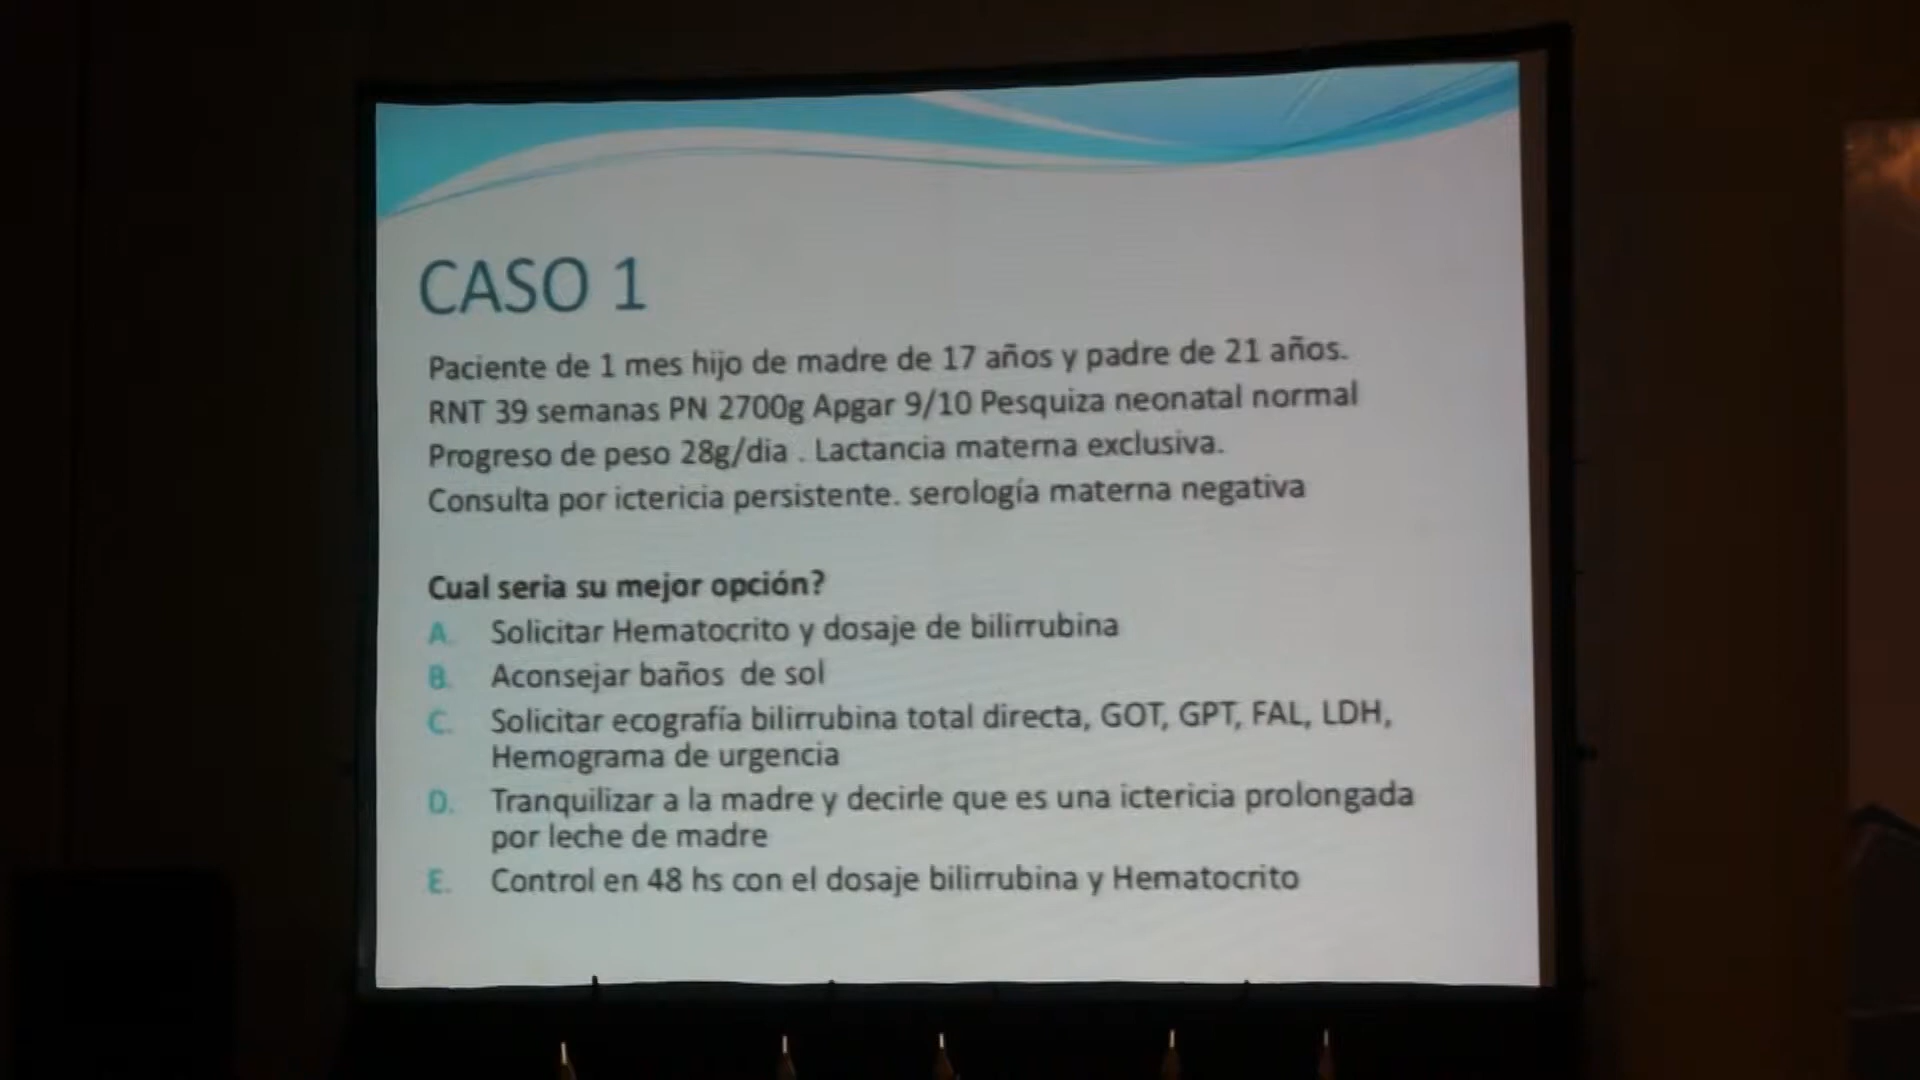 CASO 1
Paciente de 1 mes hijo de madre de 17 años y padre de 21 años.
RNT 39 semanas PN 2700g Apgar 9/10 Pesquiza neonatal normal
Progreso de peso 28g/dia . Lactancia materna exclusiva.
Consulta por ictericia persistente. serología materna negativa
Cual seria su mejor opción?
A. Solicitar Hematocrito y dosaje de bilirrubina
B. Aconsejar baños de sol
C. Solicitar ecografía bilirrubina total directa, GOT, GPT, FAL, LDH,
Hemograma de urgencia
D. Tranquilizar a la madre y decirle que es una ictericia prolongada
por leche de madre
E. Control en 48 hs con el dosaje bilirrubina y Hematocrito